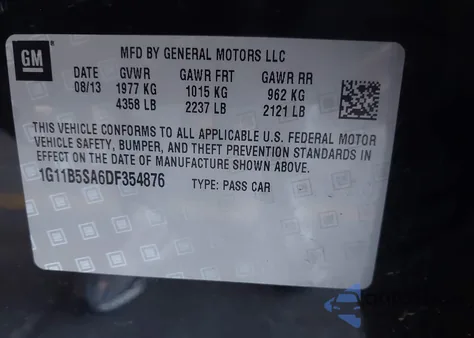 GM
MFD BY GENERAL MOTORS LLC
DATE GVWR GAWR FRT GAWR RR
08/13 1977 KG 1015 KG 962 KG
4358 LB 2237 LB 2121 LB
THIS VEHICLE CONFORMS TO ALL APPLICABLE U.S. FEDERAL MOTOR
VEHICLE SAFETY, BUMPER, AND THEFT PREVENTION STANDARDS IN
EFFECT ON THE DATE OF MANUFACTURE SHOWN ABOVE.
1G11B5SA6DF354876 TYPE: PASS CAR